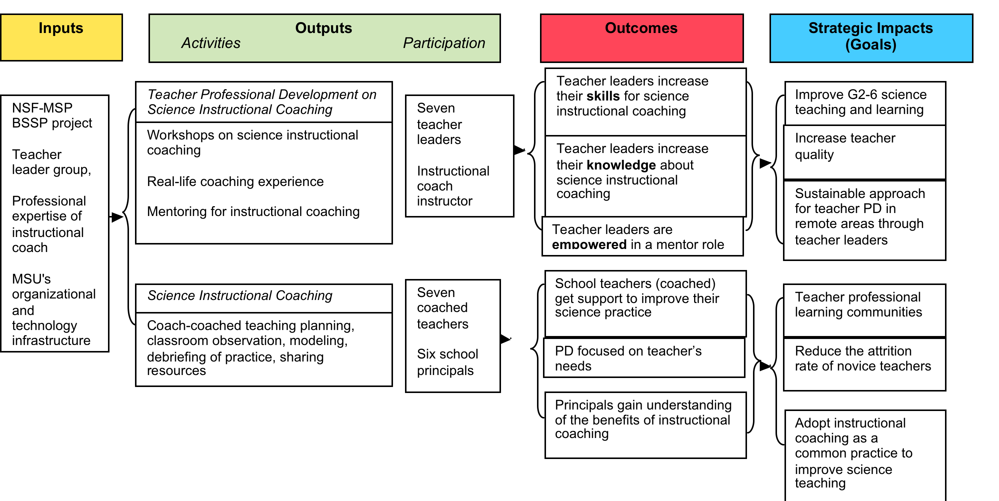 Inputs
Outputs
Activities Participation
Outcomes
Strategic Impacts
(Goals)
NSF-MSP
BSSP project
Teacher
leader group,
Professional
expertise of
instructional
coach
MSU's
organizational
and
technology
infrastructure
Teacher Professional Development on
Science Instructional Coaching
Workshops on science instructional
coaching
Real-life coaching experience
Mentoring for instructional coaching
Science Instructional Coaching
Coach-coached teaching planning,
classroom observation, modeling,
debriefing of practice, sharing
resources
Seven
teacher
leaders
Instructional
coach
instructor
Seven
coached
teachers
Six school
principals
Teacher leaders increase
their skills for science
instructional coaching
Teacher leaders increase
their knowledge about
science instructional
coaching
Teacher leaders are
empowered in a mentor role
School teachers (coached)
get support to improve their
science practice
PD focused on teacher’s
needs
Principals gain understanding
of the benefits of instructional
coaching
Improve G2-6 science
teaching and learning
Increase teacher
quality
Sustainable approach
for teacher PD in
remote areas through
teacher leaders
Teacher professional
learning communities
Reduce the attrition
rate of novice teachers
Adopt instructional
coaching as a
common practice to
improve science
teaching